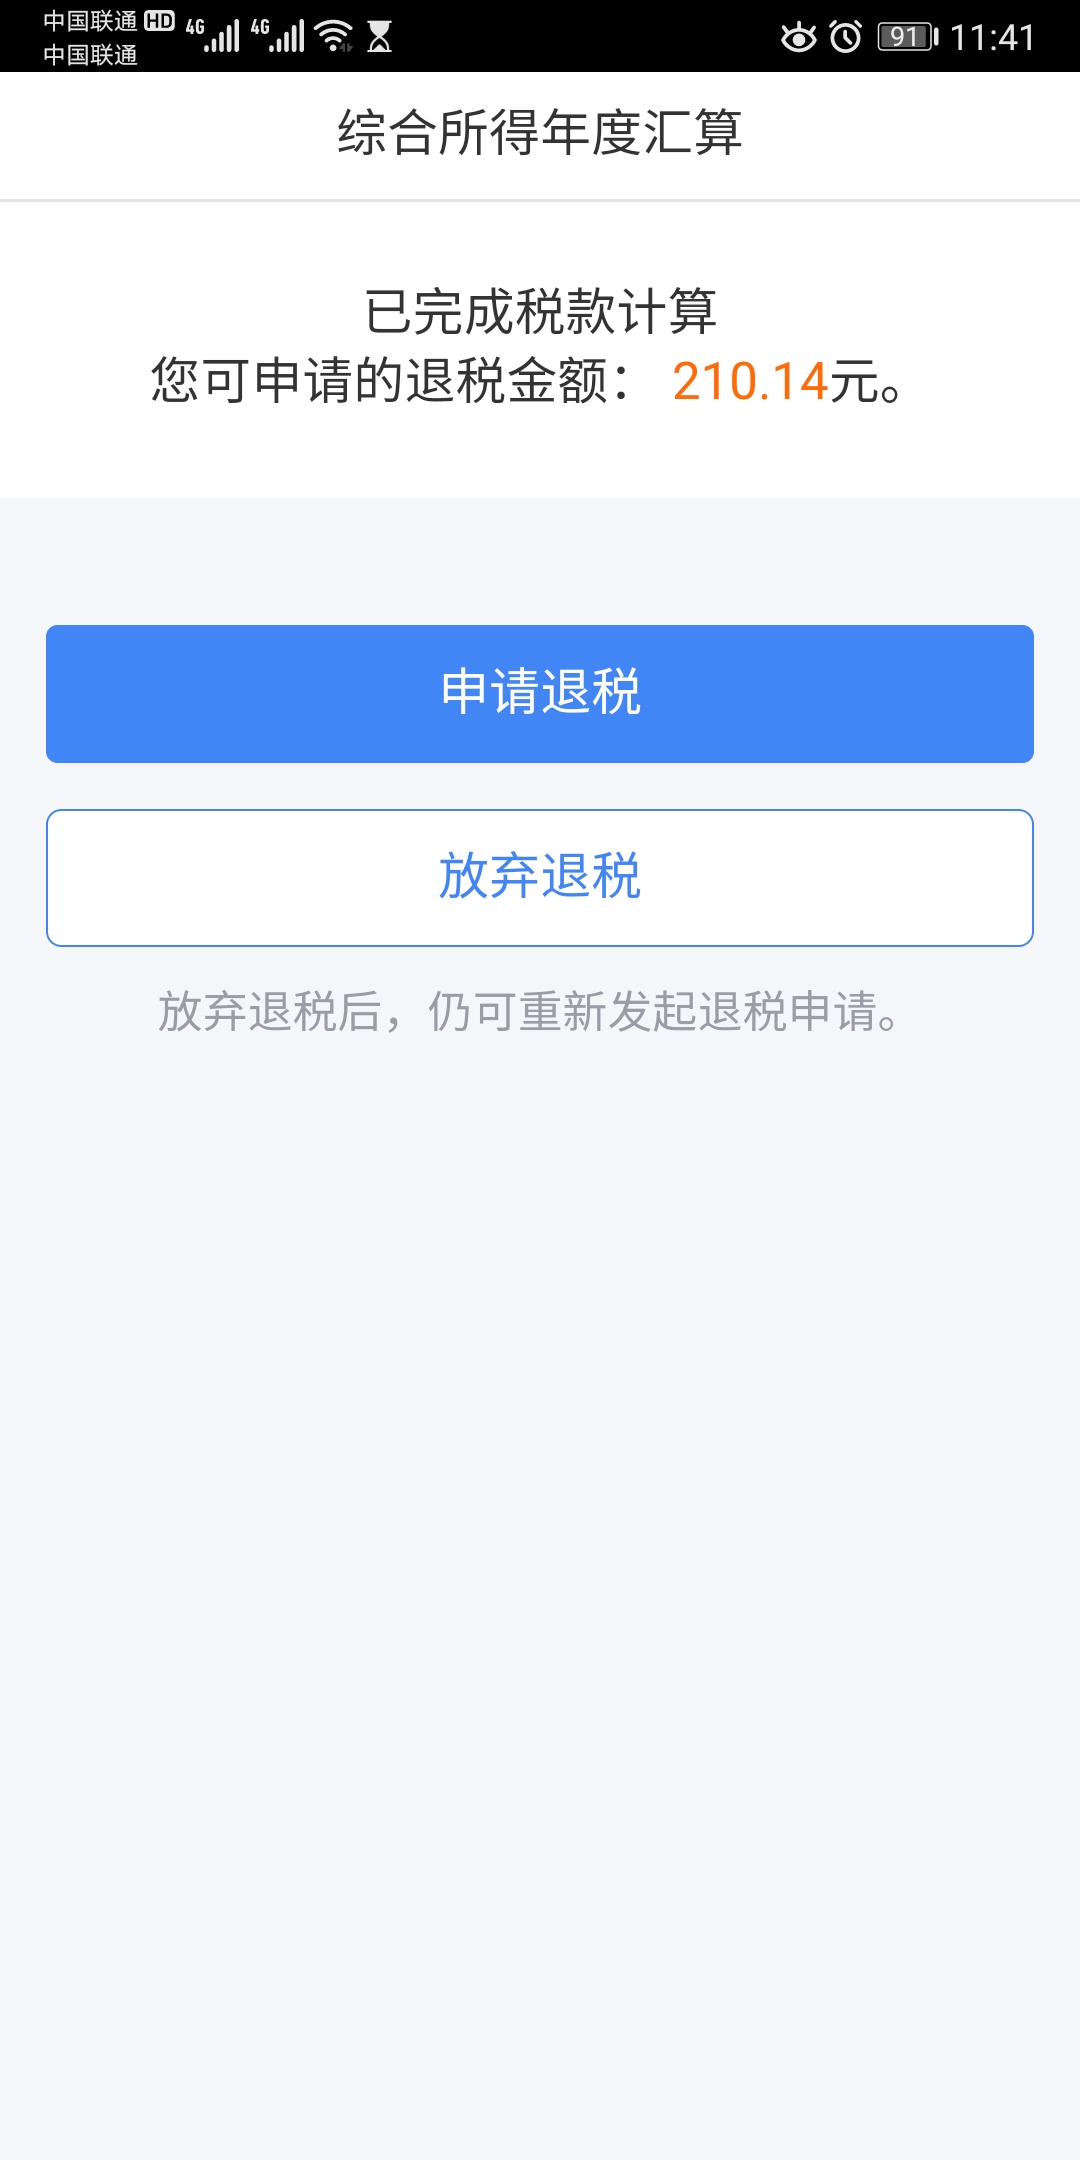 中国联通 HD 4G 4G 91 11:41
中国联通
综合所得年度汇算
已完成税款计算
您可申请的退税金额： 210.14元。
申请退税
放弃退税
放弃退税后，仍可重新发起退税申请。